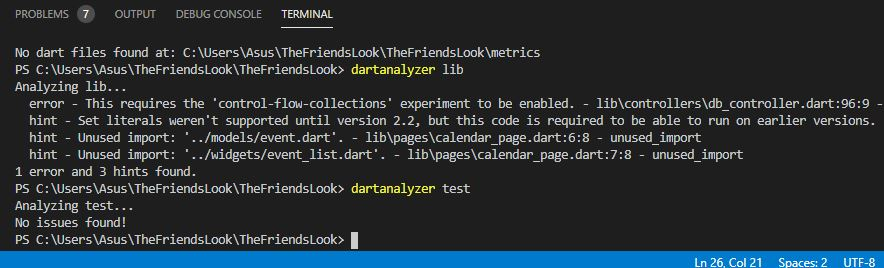 PROBLEMS 7 OUTPUT DEBUG CONSOLE TERMINAL
No dart files found at: C:\Users\Asus\TheFriendsLook\TheFriendsLook\metrics
PS C:\Users\Asus\TheFriendsLook\TheFriendsLook> dartanalyzer lib
Analyzing lib...
  error - This requires the 'control-flow-collections' experiment to be enabled. - lib\controllers\db_controller.dart:96:9 -
  hint - Set literals weren't supported until version 2.2, but this code is required to be able to run on earlier versions.
  hint - Unused import: '../models/event.dart'. - lib\pages\calendar_page.dart:6:8 - unused_import
  hint - Unused import: '../widgets/event_list.dart'. - lib\pages\calendar_page.dart:7:8 - unused_import
1 error and 3 hints found.
PS C:\Users\Asus\TheFriendsLook\TheFriendsLook> dartanalyzer test
Analyzing test...
No issues found!
PS C:\Users\Asus\TheFriendsLook\TheFriendsLook>
Ln 26, Col 21 Spaces: 2 UTF-8